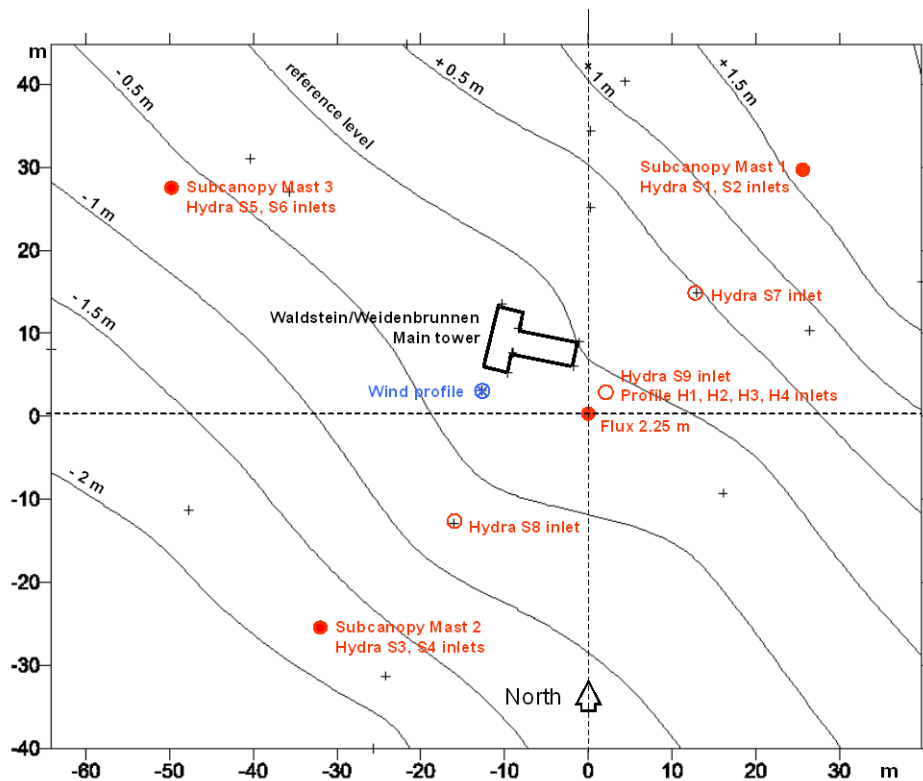 m
40
30
20
10
0
-10
-20
-30
-40
- 0.5 m
reference level
+ 0.5 m
+ 1 m
+ 1.5 m
- 1 m
- 1.5 m
- 2 m
Subcanopy Mast 1
Hydra S1, S2 inlets
Subcanopy Mast 3
Hydra S5, S6 inlets
Hydra S7 inlet
Waldstein/Weidenbrunnen
Main tower
Wind profile
Hydra S9 inlet
Profile H1, H2, H3, H4 inlets
Flux 2.25 m
Hydra S8 inlet
Subcanopy Mast 2
Hydra S3, S4 inlets
North
-60 -50 -40 -30 -20 -10 0 10 20 30 m